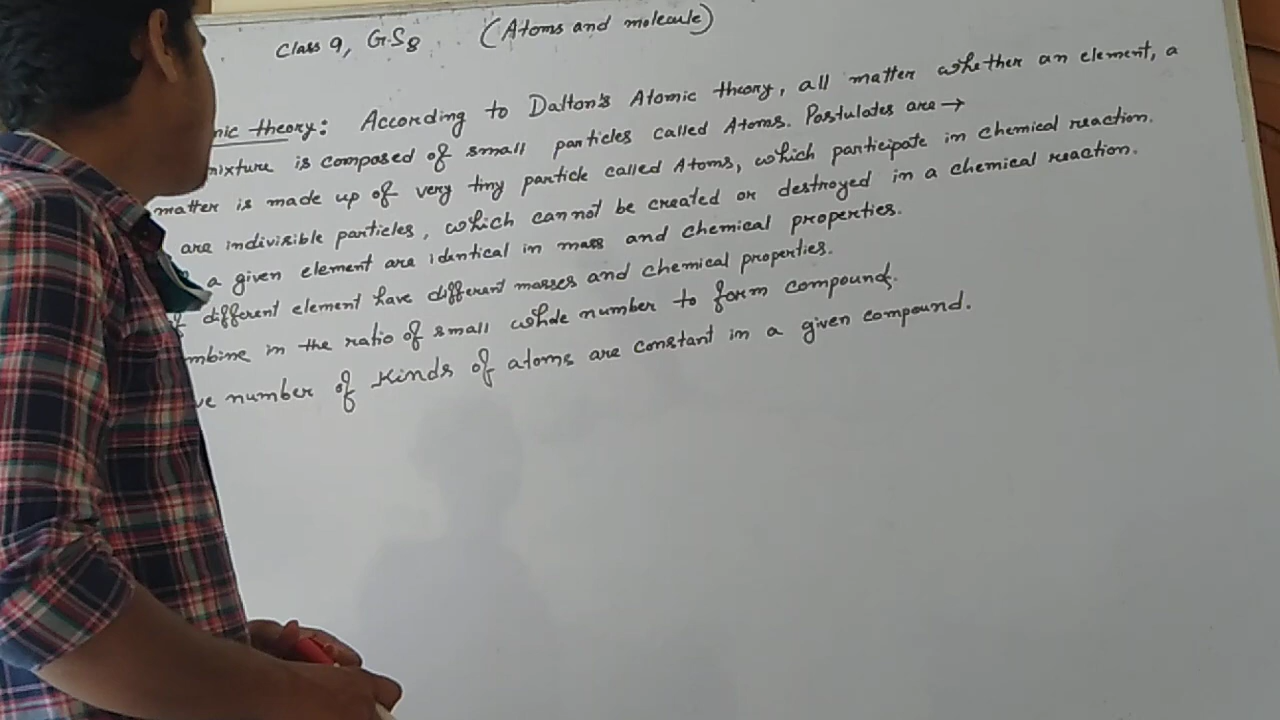 Class 9, G.S8 (Atoms and molecule)
nic theory: According to Dalton's Atomic theory, all matter whether an element, a
mixture is composed of small particles called Atoms. Postulates are →
matter is made up of very tiny particle called Atoms, which participate in chemical reaction.
are indivisible particles, which cannot be created or destroyed in a chemical reaction.
a given element are identical in mass and chemical properties.
different element have different masses and chemical properties.
mbine in the ratio of small whole number to form compound.
ve number of kinds of atoms are constant in a given compound.